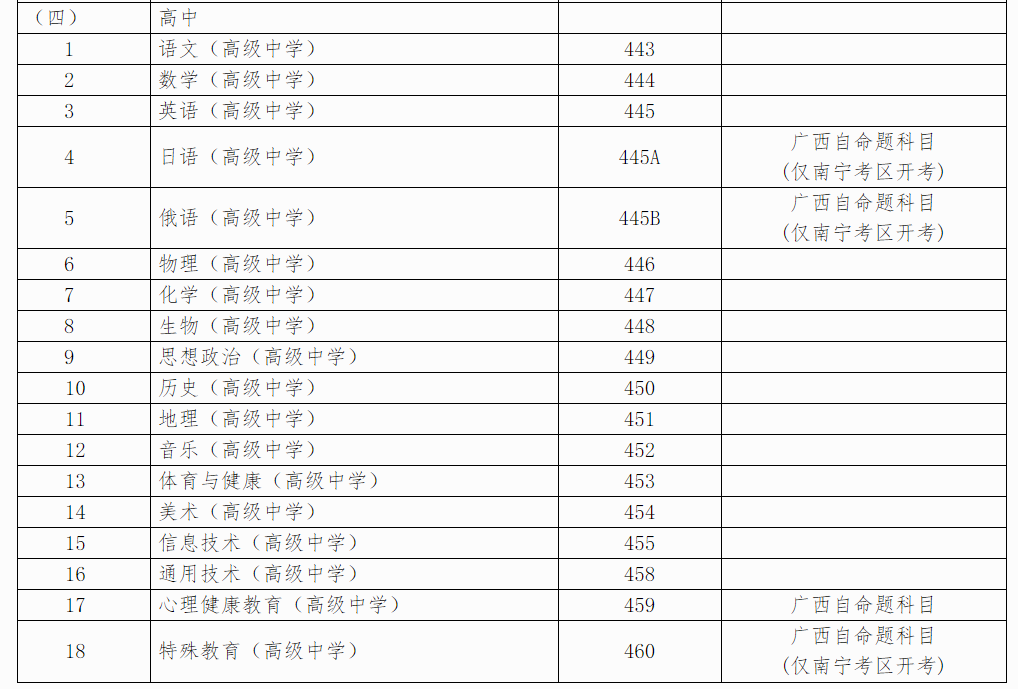 （四） 高中
1 语文（高级中学） 443
2 数学（高级中学） 444
3 英语（高级中学） 445
4 日语（高级中学） 445A 广西自命题科目
(仅南宁考区开考)
5 俄语（高级中学） 445B 广西自命题科目
(仅南宁考区开考)
6 物理（高级中学） 446
7 化学（高级中学） 447
8 生物（高级中学） 448
9 思想政治（高级中学） 449
10 历史（高级中学） 450
11 地理（高级中学） 451
12 音乐（高级中学） 452
13 体育与健康（高级中学） 453
14 美术（高级中学） 454
15 信息技术（高级中学） 455
16 通用技术（高级中学） 458
17 心理健康教育（高级中学） 459 广西自命题科目
18 特殊教育（高级中学） 460 广西自命题科目
(仅南宁考区开考)